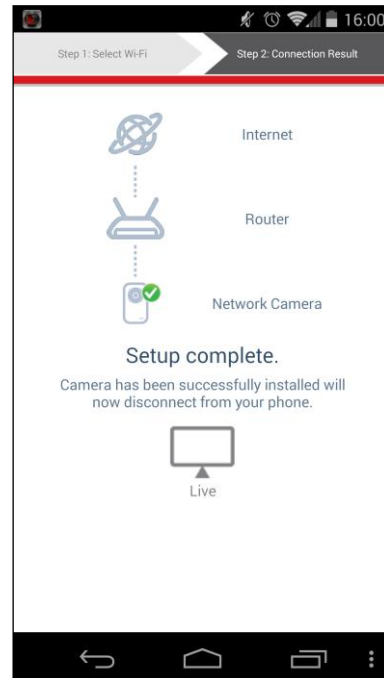 16:00
Step 1: Select Wi-Fi
Step 2: Connection Result
Internet
Router
Network Camera
Setup complete.
Camera has been successfully installed will
now disconnect from your phone.
Live